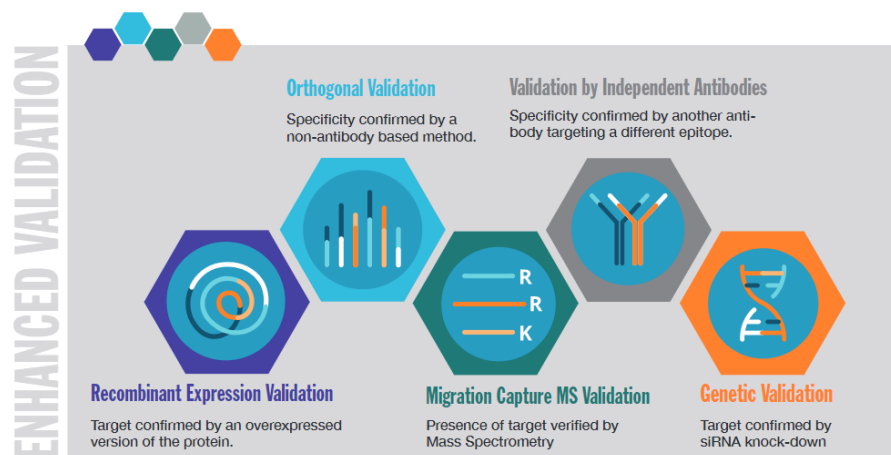 ENHANCED VALIDATION
Orthogonal Validation
Specificity confirmed by a
non-antibody based method.
Validation by Independent Antibodies
Specificity confirmed by another anti-
body targeting a different epitope.
R
R
K
Recombinant Expression Validation
Target confirmed by an overexpressed
version of the protein.
Migration Capture MS Validation
Presence of target verified by
Mass Spectrometry
Genetic Validation
Target confirmed by
siRNA knock-down